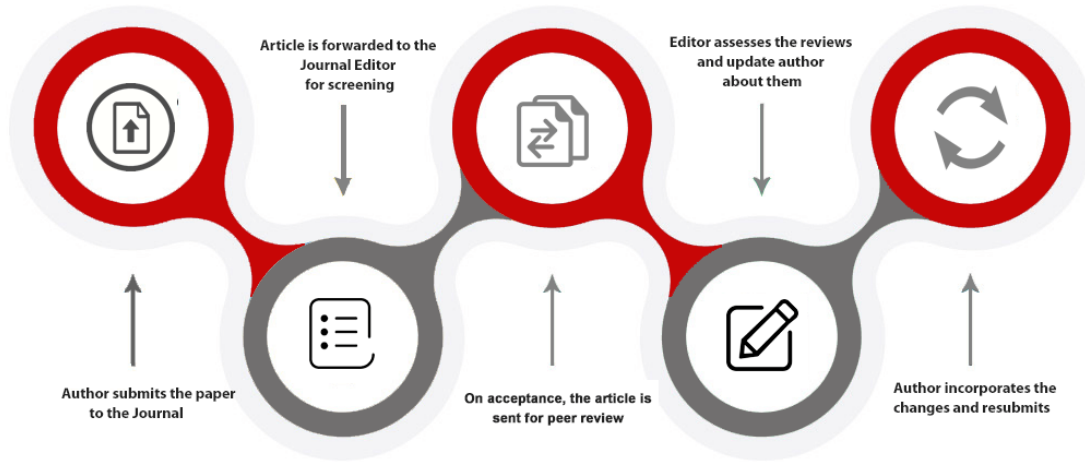 Author submits the paper
to the Journal
Article is forwarded to the
Journal Editor
for screening
On acceptance, the article is
sent for peer review
Editor assesses the reviews
and update author
about them
Author incorporates the
changes and resubmits